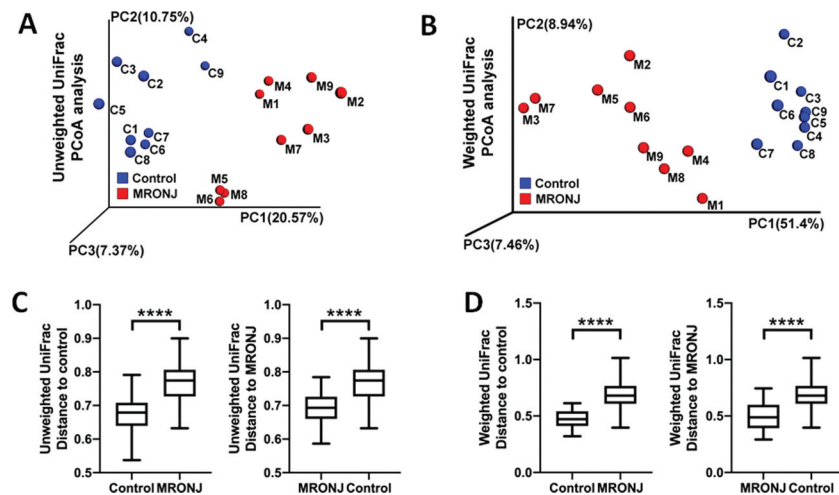 A
Unweighted UniFrac
PCoA analysis
PC2(10.75%)
C4
C3
C2
C9
C5
C1
C7
C6
C8
M4
M9
M1
M2
M3
M7
M5
M8
M6
Control
MRONJ
PC1(20.57%)
PC3(7.37%)
B
Weighted UniFrac
PCoA analysis
PC2(8.94%)
C2
M2
C1
M5
M7
C3
M3
M6
C6
C9
C5
C4
M9
M4
C7
C8
M8
M1
Control
MRONJ
PC1(51.4%)
PC3(7.46%)
C
Unweighted UniFrac
Distance to control
1.0
0.9
0.8
0.7
0.6
0.5
****
Control MRONJ
Unweighted UniFrac
Distance to MRONJ
1.0
0.9
0.8
0.7
0.6
0.5
****
MRONJ Control
D
Weighted UniFrac
Distance to control
1.5
1.0
0.5
0.0
****
Control MRONJ
Weighted UniFrac
Distance to MRONJ
1.5
1.0
0.5
0.0
****
MRONJ Control